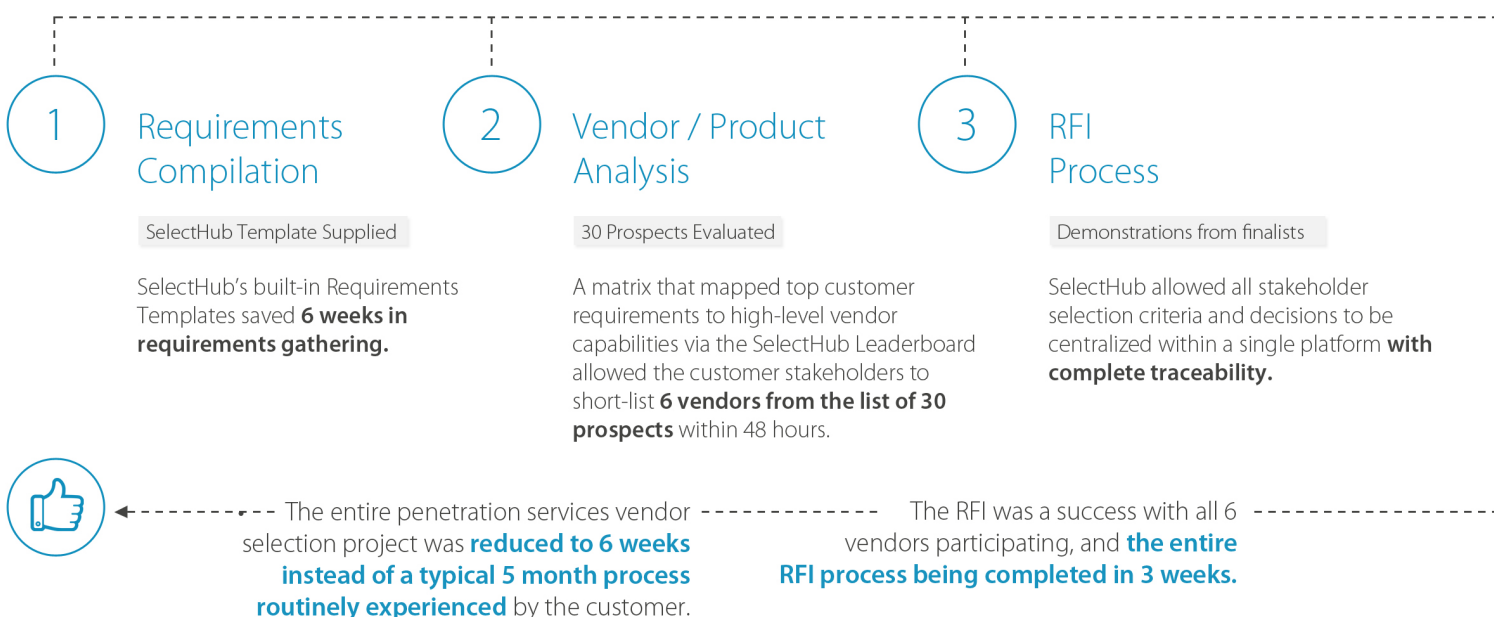 1
Requirements
Compilation
SelectHub Template Supplied
SelectHub’s built-in Requirements
Templates saved 6 weeks in
requirements gathering.
2
Vendor / Product
Analysis
30 Prospects Evaluated
A matrix that mapped top customer
requirements to high-level vendor
capabilities via the SelectHub Leaderboard
allowed the customer stakeholders to
short-list 6 vendors from the list of 30
prospects within 48 hours.
3
RFI
Process
Demonstrations from finalists
SelectHub allowed all stakeholder
selection criteria and decisions to be
centralized within a single platform with
complete traceability.
The RFI was a success with all 6
vendors participating, and the entire
RFI process being completed in 3 weeks.
The entire penetration services vendor
selection project was reduced to 6 weeks
instead of a typical 5 month process
routinely experienced by the customer.